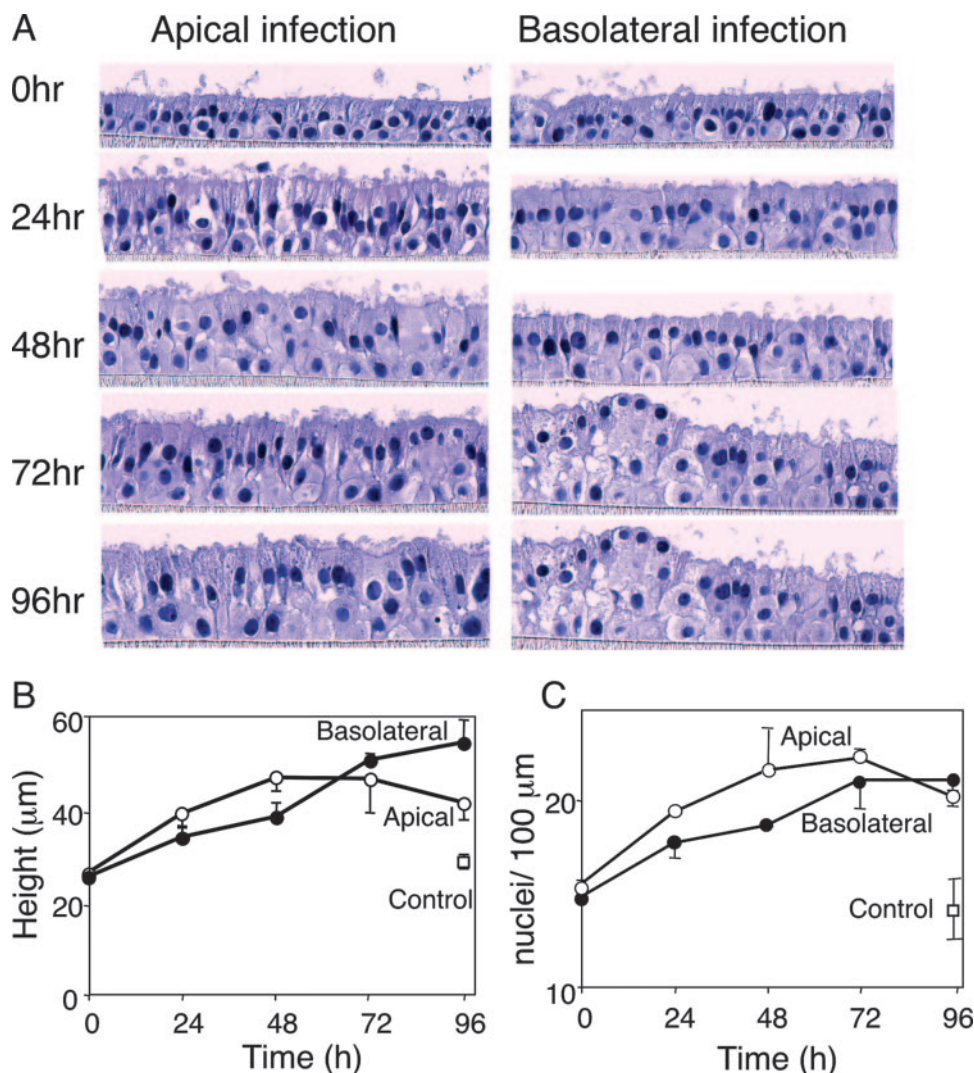 A
Apical infection
Basolateral infection
0hr
24hr
48hr
72hr
96hr
B
60
40
20
0
Height (μm)
Basolateral
Apical
Control
0 24 48 72 96
Time (h)
C
20
10
nuclei/ 100 μm
Apical
Basolateral
Control
0 24 48 72 96
Time (h)